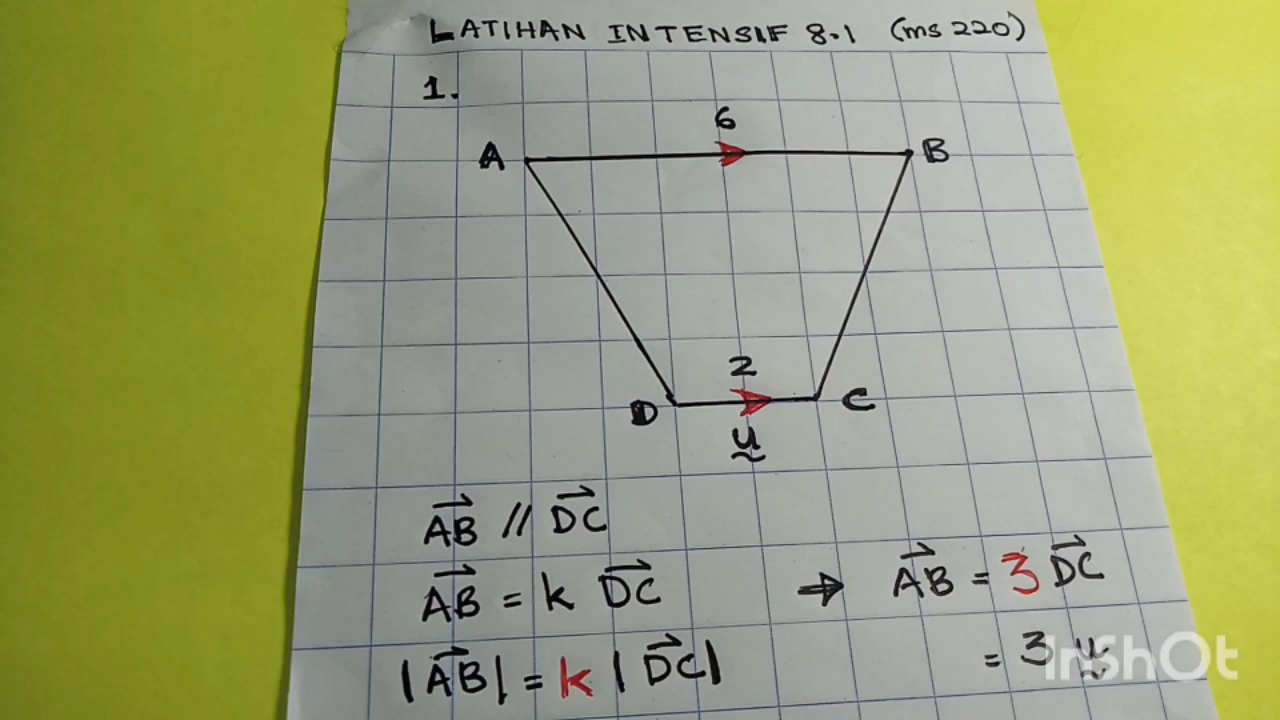 LATIHAN INTENSIF 8.1 (ms 220)
1.
6
A B
2
D C
u
~
AB⃗ // DC⃗
AB⃗ = k DC⃗ → AB⃗ = 3 DC⃗
= 3 u
~
|AB⃗| = k |DC⃗|
InShOt